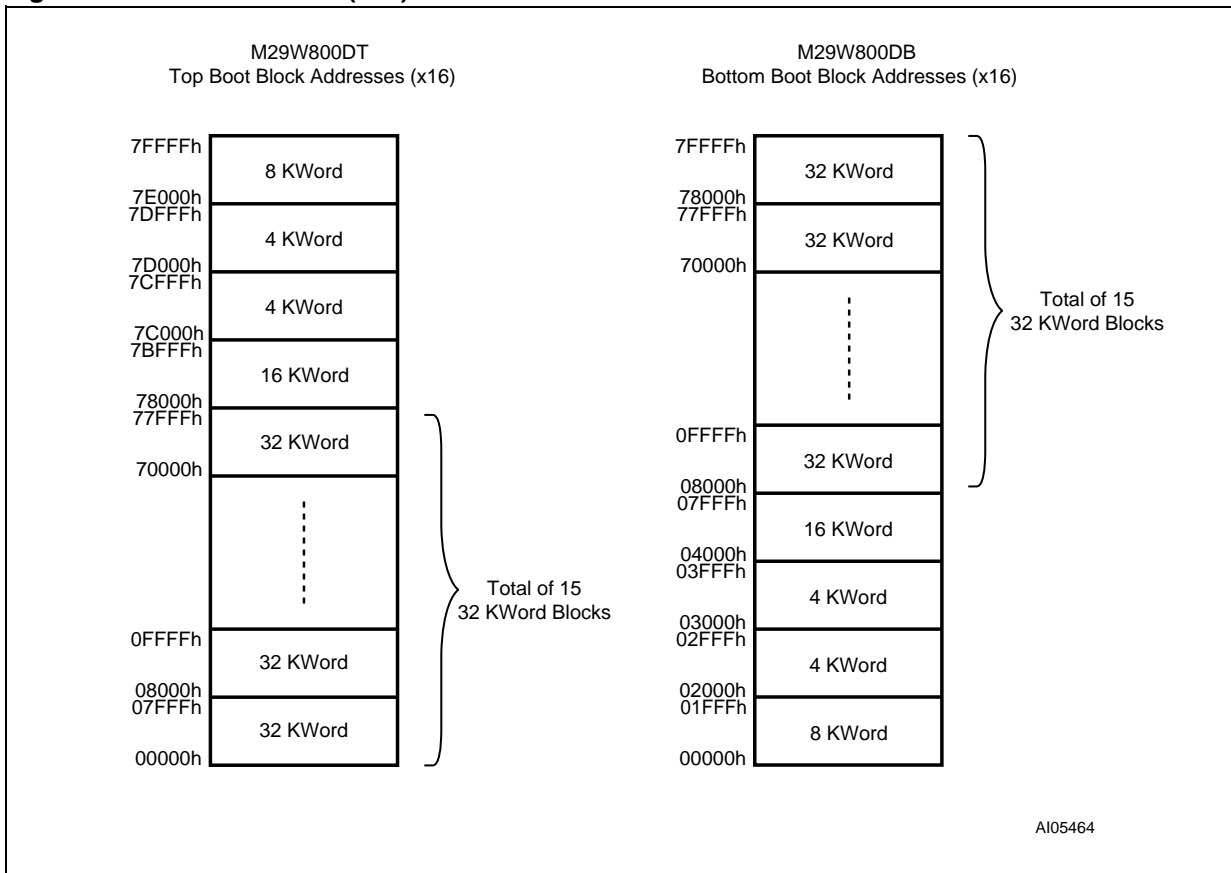 M29W800DT
Top Boot Block Addresses (x16)
7FFFFh
8 KWord
7E000h
7DFFFh
4 KWord
7D000h
7CFFFh
4 KWord
7C000h
7BFFFh
16 KWord
78000h
77FFFh
32 KWord
70000h
Total of 15
32 KWord Blocks
0FFFFh
32 KWord
08000h
07FFFh
32 KWord
00000h
M29W800DB
Bottom Boot Block Addresses (x16)
7FFFFh
32 KWord
78000h
77FFFh
32 KWord
70000h
Total of 15
32 KWord Blocks
0FFFFh
32 KWord
08000h
07FFFh
16 KWord
04000h
03FFFh
4 KWord
03000h
02FFFh
4 KWord
02000h
01FFFh
8 KWord
00000h
AI05464